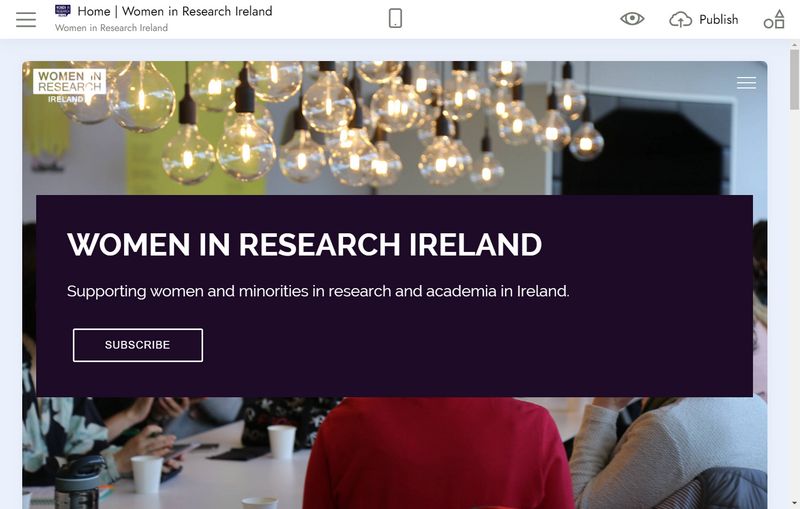 Home | Women in Research Ireland
Women in Research Ireland
Publish
WOMEN IN
RESEARCH
IRELAND
WOMEN IN RESEARCH IRELAND
Supporting women and minorities in research and academia in Ireland.
SUBSCRIBE